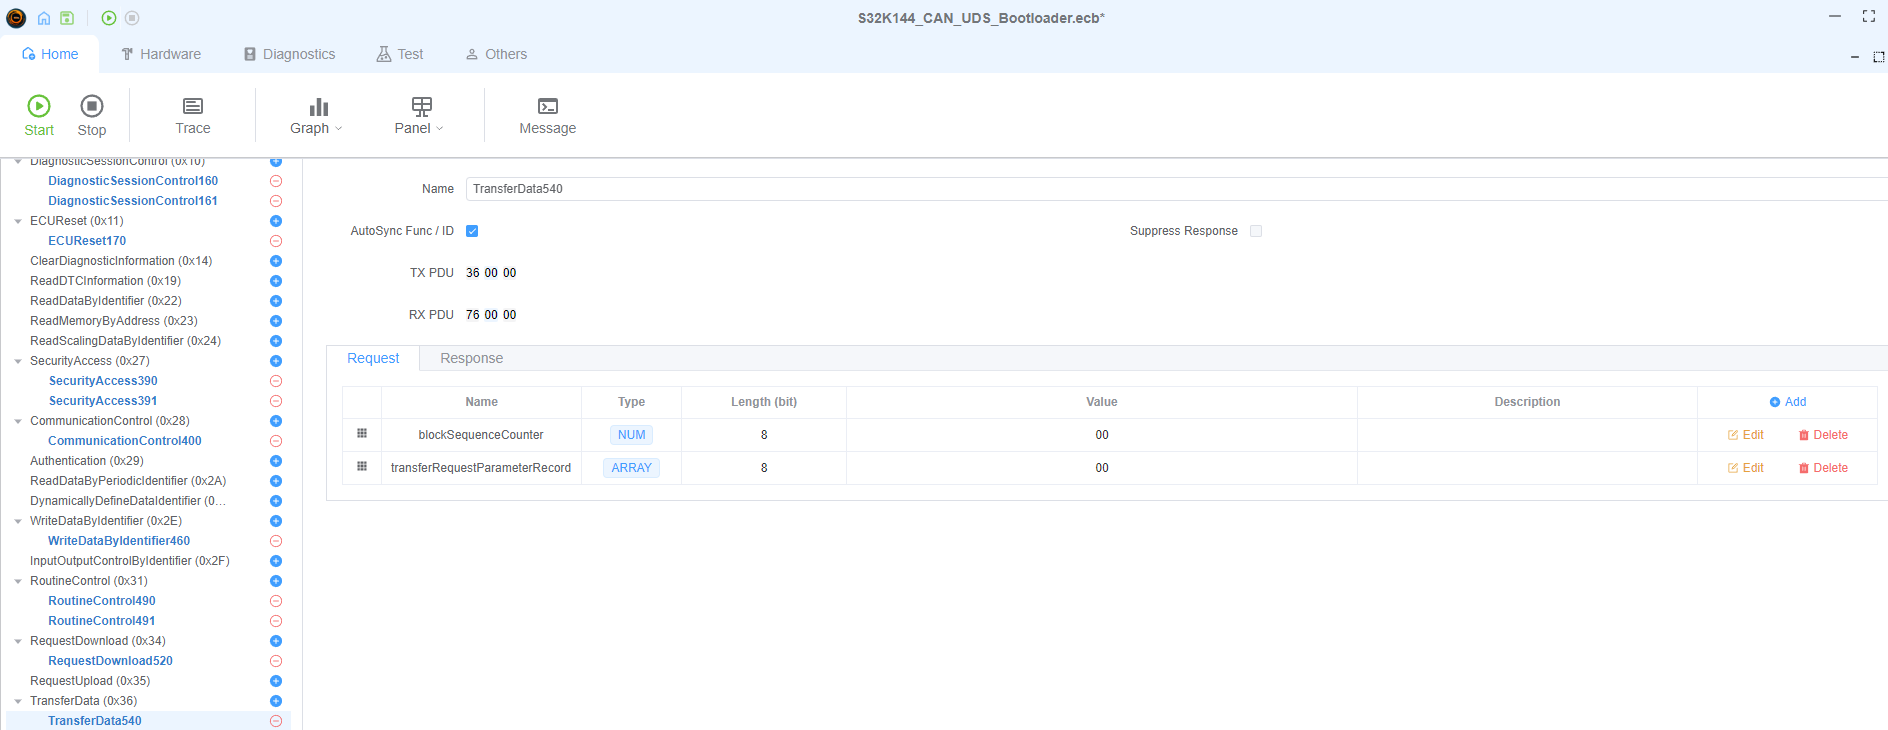 S32K144_CAN_UDS_Bootloader.ecb*
Home Hardware Diagnostics Test Others
Start Stop Trace Graph Panel Message
DiagnosticSessionControl (0x10)
DiagnosticSessionControl160
DiagnosticSessionControl161
ECUReset (0x11)
ECUReset170
ClearDiagnosticInformation (0x14)
ReadDTCInformation (0x19)
ReadDataByIdentifier (0x22)
ReadMemoryByAddress (0x23)
ReadScalingDataByIdentifier (0x24)
SecurityAccess (0x27)
SecurityAccess390
SecurityAccess391
CommunicationControl (0x28)
CommunicationControl400
Authentication (0x29)
ReadDataByPeriodicIdentifier (0x2A)
DynamicallyDefineDataIdentifier (0...
WriteDataByIdentifier (0x2E)
WriteDataByIdentifier460
InputOutputControlByIdentifier (0x2F)
RoutineControl (0x31)
RoutineControl490
RoutineControl491
RequestDownload (0x34)
RequestDownload520
RequestUpload (0x35)
TransferData (0x36)
TransferData540
Name TransferData540
AutoSync Func / ID Suppress Response
TX PDU 36 00 00
RX PDU 76 00 00
Request Response
Name Type Length (bit) Value Description Add
blockSequenceCounter NUM 8 00 Edit Delete
transferRequestParameterRecord ARRAY 8 00 Edit Delete